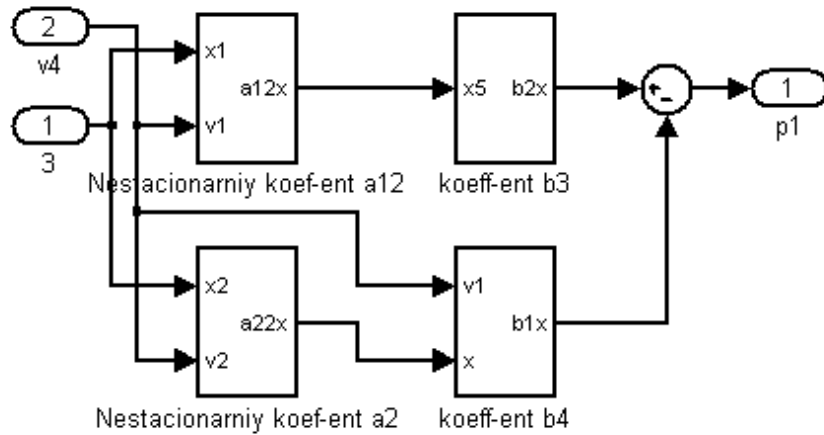 2
v4
1
3
x1
v1
a12x
Nestacionarniy koef-ent a12
x5
b2x
koeff-ent b3
1
p1
x2
v2
a22x
Nestacionarniy koef-ent a2
v1
x
b1x
koeff-ent b4